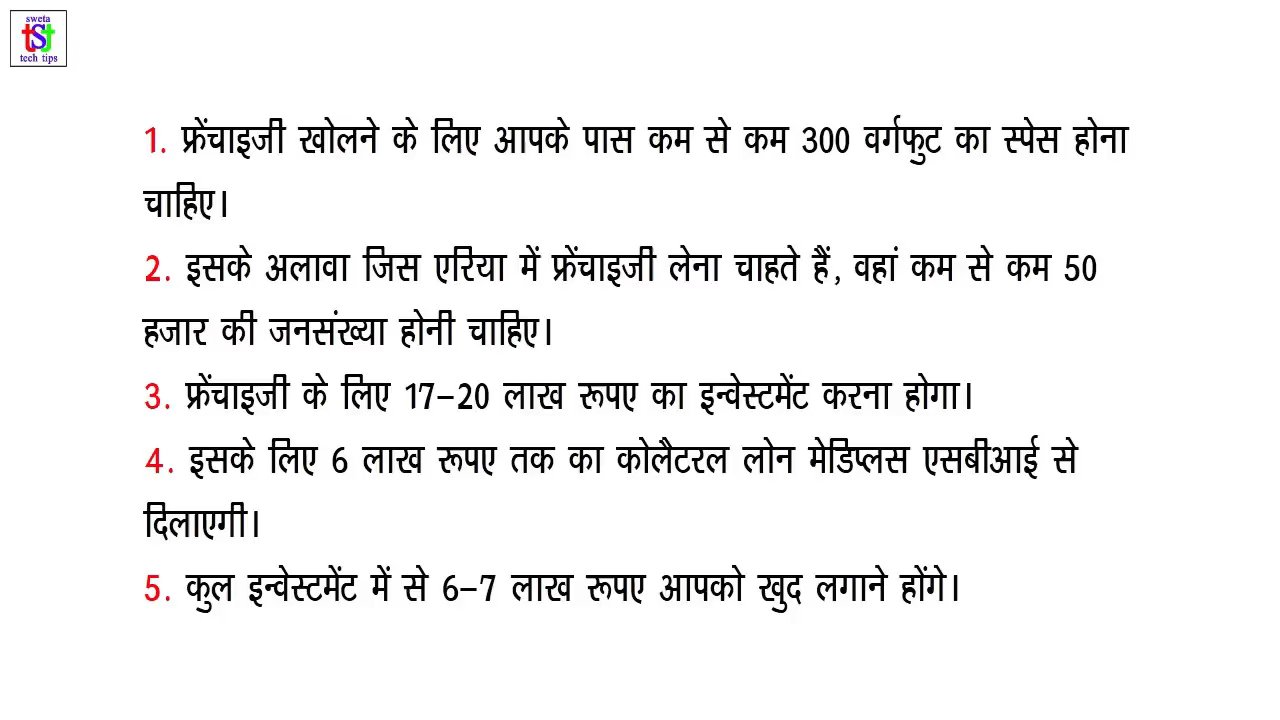 sweta
tSt
tech tips
1. फ्रेंचाइजी खोलने के लिए आपके पास कम से कम 300 वर्गफुट का स्पेस होना
चाहिए।
2. इसके अलावा जिस एरिया में फ्रेंचाइजी लेना चाहते हैं, वहां कम से कम 50
हजार की जनसंख्या होनी चाहिए।
3. फ्रेंचाइजी के लिए 17-20 लाख रूपए का इन्वेस्टमेंट करना होगा।
4. इसके लिए 6 लाख रूपए तक का कोलैटरल लोन मेडिप्लस एसबीआई से
दिलाएगी।
5. कुल इन्वेस्टमेंट में से 6-7 लाख रूपए आपको खुद लगाने होंगे।